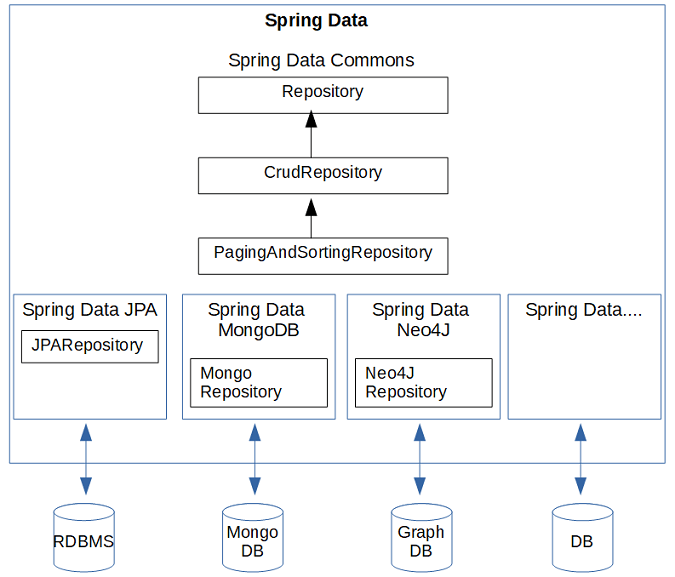 Spring Data
Spring Data Commons
Repository
CrudRepository
PagingAndSortingRepository
Spring Data JPA
JPARepository
Spring Data
MongoDB
Mongo
Repository
Spring Data
Neo4J
Neo4J
Repository
Spring Data....
RDBMS
Mongo
DB
Graph
DB
DB